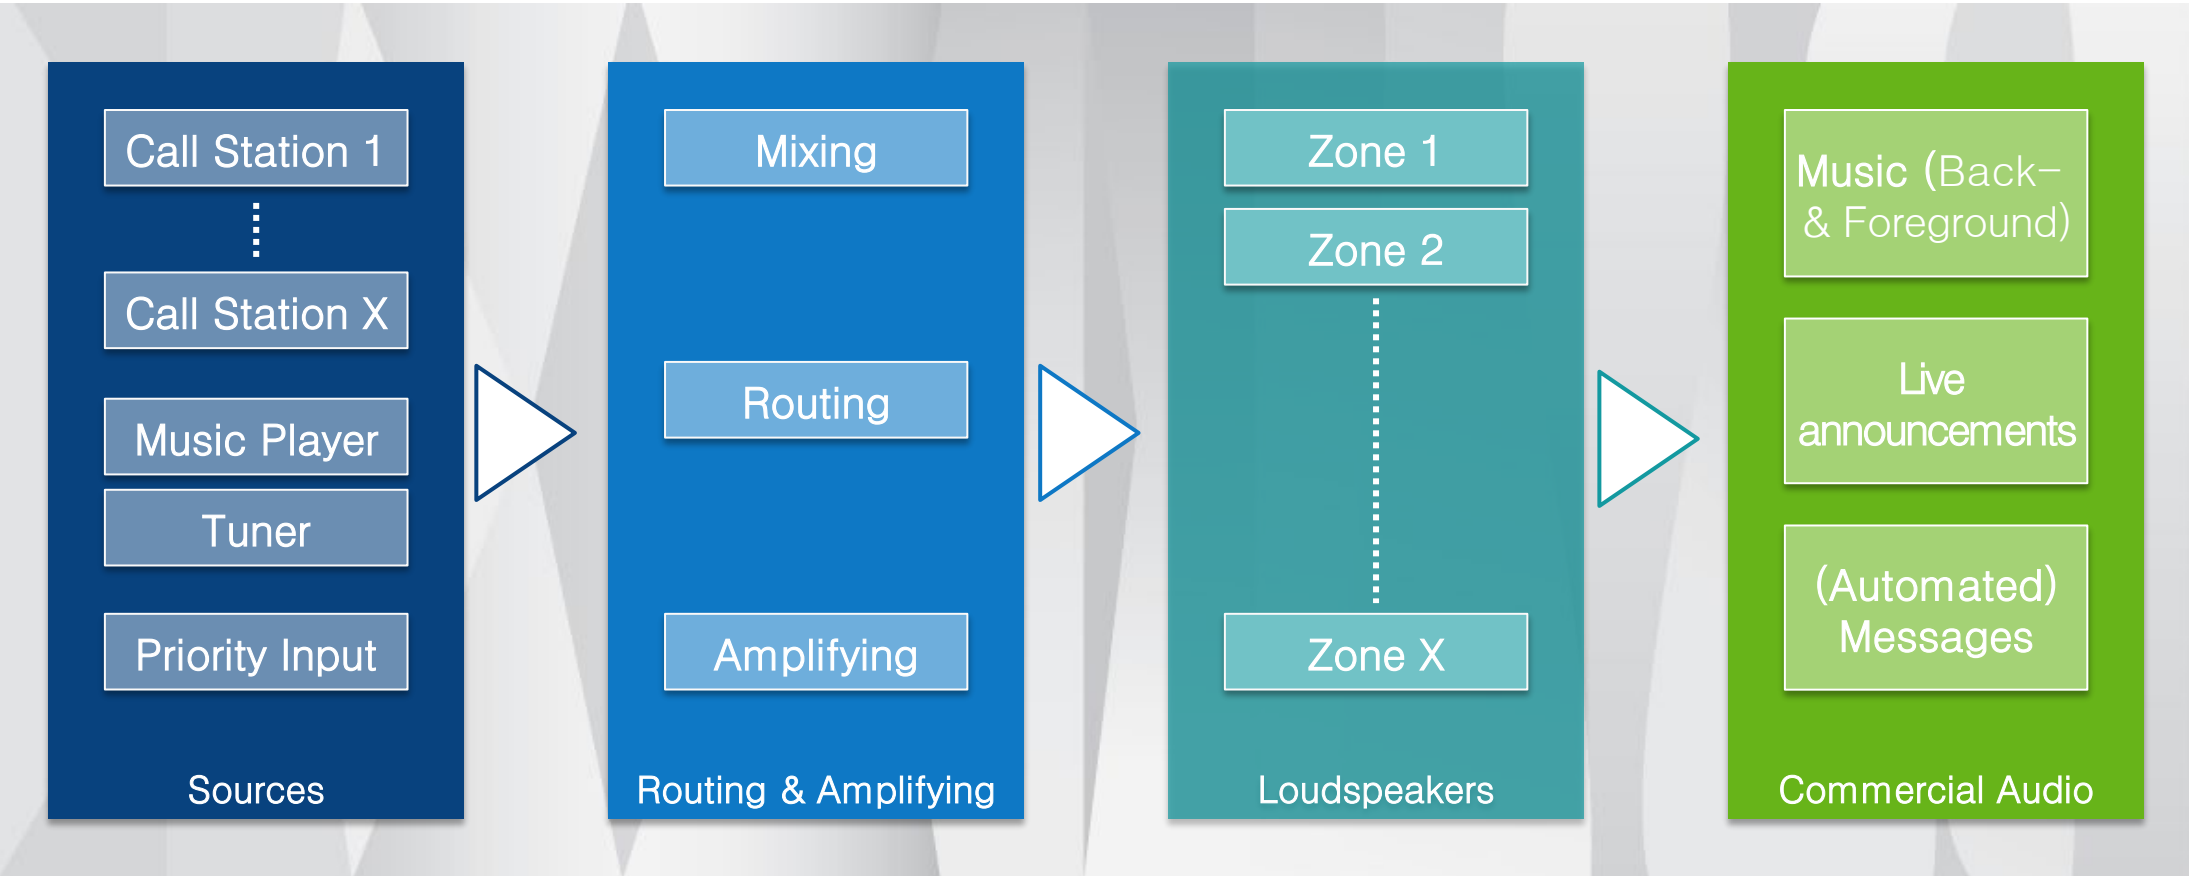 Call Station 1
Call Station X
Music Player
Tuner
Priority Input
Sources
Mixing
Routing
Amplifying
Routing & Amplifying
Zone 1
Zone 2
Zone X
Loudspeakers
Music (Back-
& Foreground)
Live
announcements
(Automated)
Messages
Commercial Audio